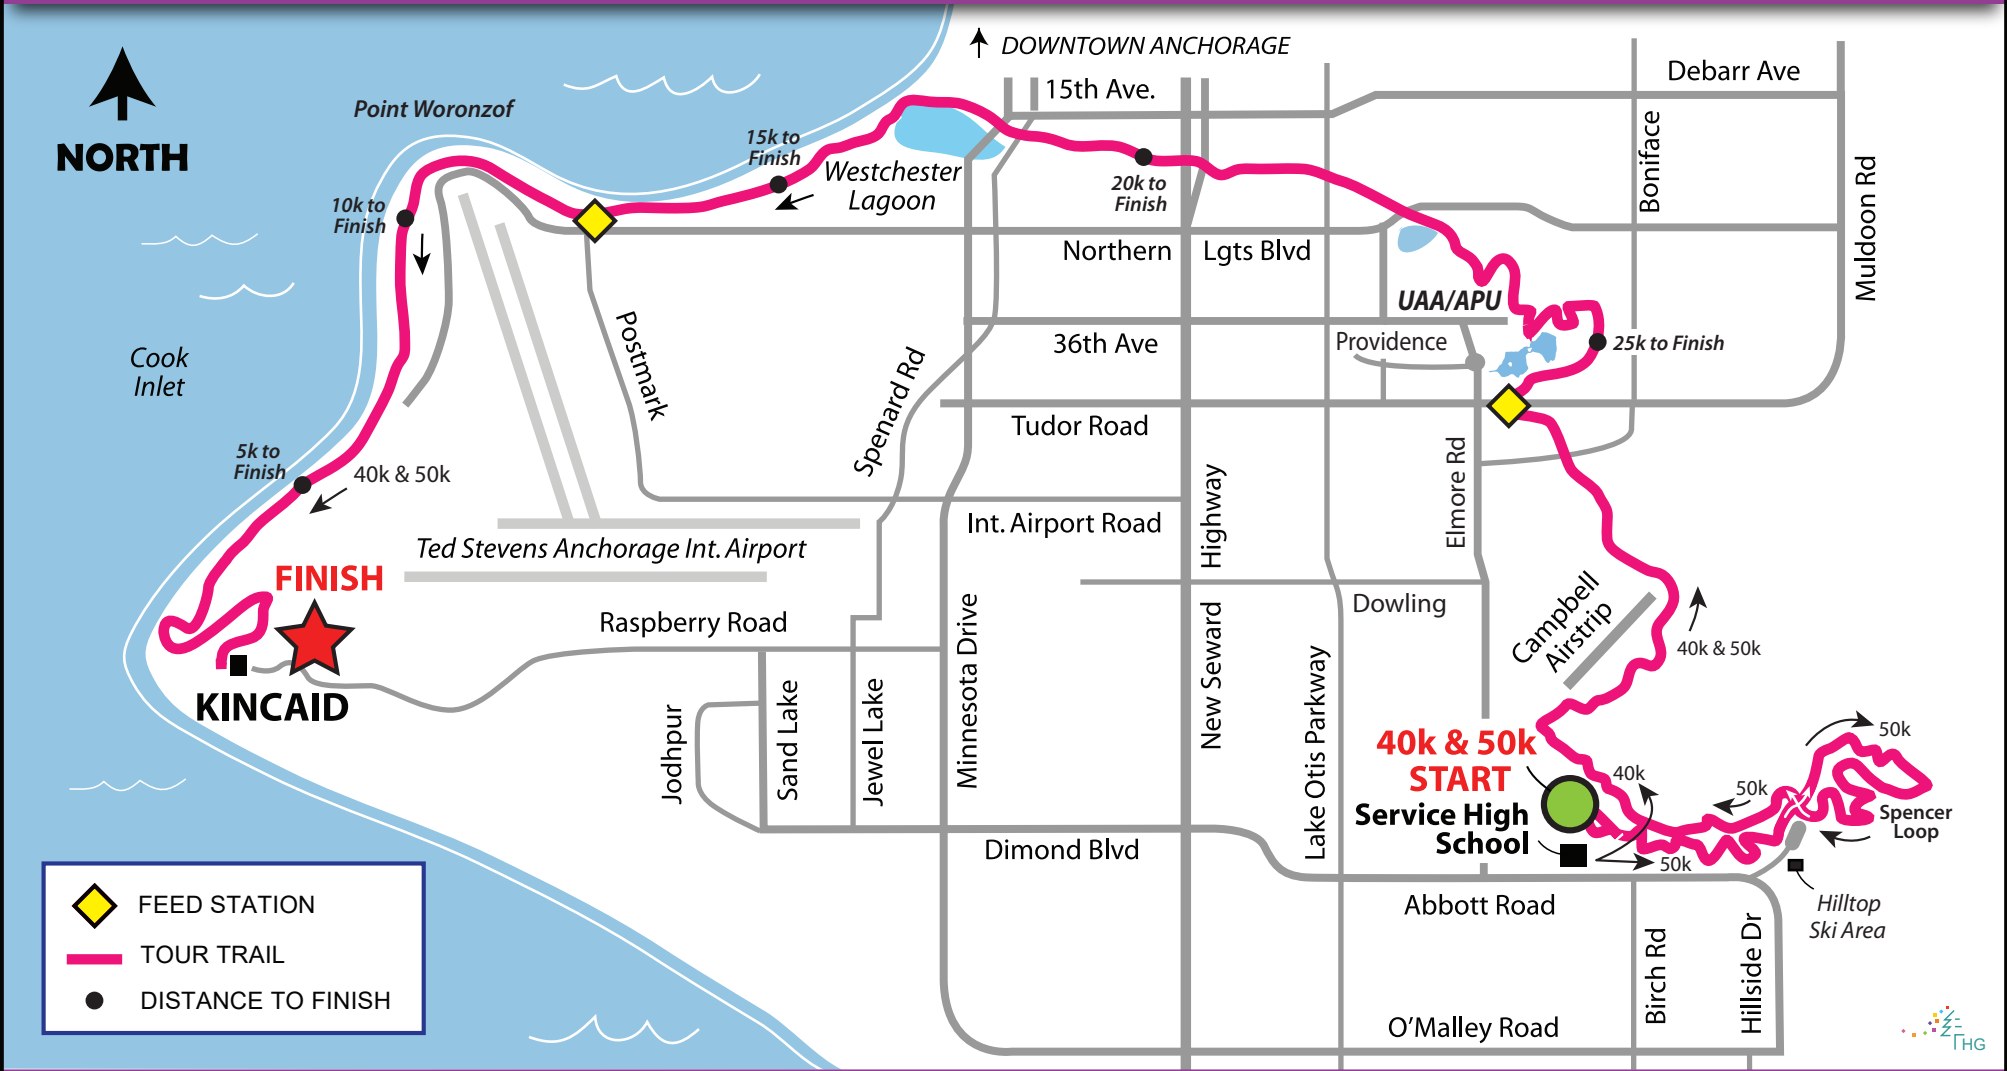 DOWNTOWN ANCHORAGE
15th Ave.
Debarr Ave
Point Woronzof
NORTH
15k to
Finish
Westchester
Lagoon
20k to
Finish
10k to
Finish
Boniface
Muldoon Rd
Northern
Lgts Blvd
UAA/APU
Providence
25k to Finish
36th Ave
Postmark
Spenard Rd
Cook
Inlet
Tudor Road
5k to
Finish
40k & 50k
Elmore Rd
Highway
Int. Airport Road
Ted Stevens Anchorage Int. Airport
FINISH
Raspberry Road
Minnesota Drive
Dowling
Campbell
Airstrip
40k & 50k
KINCAID
Jodhpur
Sand Lake
Jewel Lake
New Seward
Lake Otis Parkway
40k & 50k
START
Service High
School
40k
50k
50k
50k
Spencer
Loop
Dimond Blvd
Abbott Road
Hilltop
Ski Area
Birch Rd
Hillside Dr
O'Malley Road
FEED STATION
TOUR TRAIL
DISTANCE TO FINISH
HG